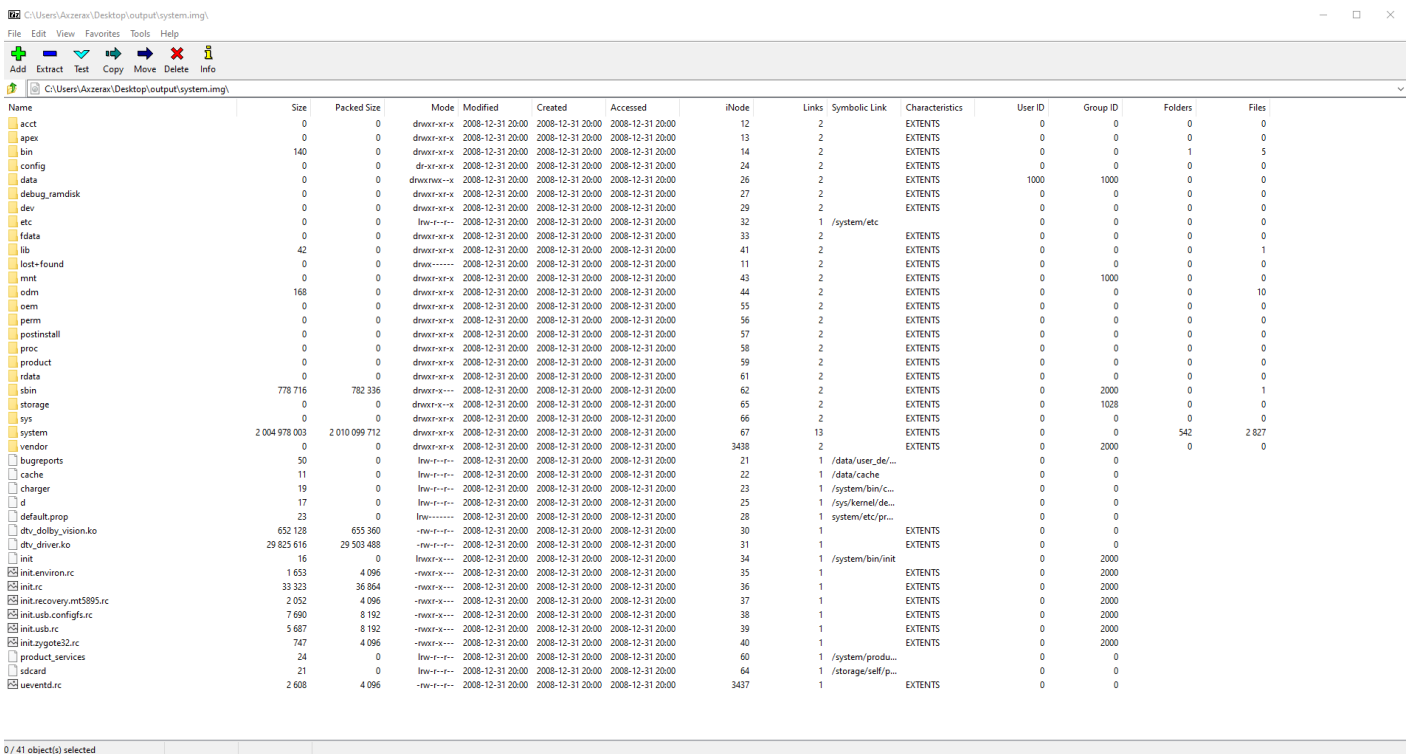 C:\Users\Axzerax\Desktop\output\system.img\
File Edit View Favorites Tools Help
Add Extract Test Copy Move Delete Info
C:\Users\Axzerax\Desktop\output\system.img\
Name Size Packed Size Mode Modified Created Accessed iNode Links Symbolic Link Characteristics User ID Group ID Folders Files
acct 0 0 drwxr-xr-x 2008-12-31 20:00 2008-12-31 20:00 2008-12-31 20:00 12 2 EXTENTS 0 0 0 0
apex 0 0 drwxr-xr-x 2008-12-31 20:00 2008-12-31 20:00 2008-12-31 20:00 13 2 EXTENTS 0 0 0 0
bin 140 0 drwxr-xr-x 2008-12-31 20:00 2008-12-31 20:00 2008-12-31 20:00 14 2 EXTENTS 0 0 1 5
config 0 0 dr-xr-xr-x 2008-12-31 20:00 2008-12-31 20:00 2008-12-31 20:00 24 2 EXTENTS 0 0 0 0
data 0 0 drwxrwx--x 2008-12-31 20:00 2008-12-31 20:00 2008-12-31 20:00 26 2 EXTENTS 1000 1000 0 0
debug_ramdisk 0 0 drwxr-xr-x 2008-12-31 20:00 2008-12-31 20:00 2008-12-31 20:00 27 2 EXTENTS 0 0 0 0
dev 0 0 drwxr-xr-x 2008-12-31 20:00 2008-12-31 20:00 2008-12-31 20:00 29 2 EXTENTS 0 0 0 0
etc 0 0 lrw-r--r-- 2008-12-31 20:00 2008-12-31 20:00 2008-12-31 20:00 32 1 /system/etc 0 0 0 0
fdata 0 0 drwxr-xr-x 2008-12-31 20:00 2008-12-31 20:00 2008-12-31 20:00 33 2 EXTENTS 0 0 0 0
lib 42 0 drwxr-xr-x 2008-12-31 20:00 2008-12-31 20:00 2008-12-31 20:00 41 2 EXTENTS 0 0 0 1
lost+found 0 0 drwx------ 2008-12-31 20:00 2008-12-31 20:00 2008-12-31 20:00 11 2 EXTENTS 0 0 0 0
mnt 0 0 drwxr-xr-x 2008-12-31 20:00 2008-12-31 20:00 2008-12-31 20:00 43 2 EXTENTS 0 1000 0 0
odm 168 0 drwxr-xr-x 2008-12-31 20:00 2008-12-31 20:00 2008-12-31 20:00 44 2 EXTENTS 0 0 0 10
oem 0 0 drwxr-xr-x 2008-12-31 20:00 2008-12-31 20:00 2008-12-31 20:00 55 2 EXTENTS 0 0 0 0
perm 0 0 drwxr-xr-x 2008-12-31 20:00 2008-12-31 20:00 2008-12-31 20:00 56 2 EXTENTS 0 0 0 0
postinstall 0 0 drwxr-xr-x 2008-12-31 20:00 2008-12-31 20:00 2008-12-31 20:00 57 2 EXTENTS 0 0 0 0
proc 0 0 drwxr-xr-x 2008-12-31 20:00 2008-12-31 20:00 2008-12-31 20:00 58 2 EXTENTS 0 0 0 0
product 0 0 drwxr-xr-x 2008-12-31 20:00 2008-12-31 20:00 2008-12-31 20:00 59 2 EXTENTS 0 0 0 0
rdata 0 0 drwxr-xr-x 2008-12-31 20:00 2008-12-31 20:00 2008-12-31 20:00 61 2 EXTENTS 0 0 0 0
sbin 778 716 782 336 drwxr-x--- 2008-12-31 20:00 2008-12-31 20:00 2008-12-31 20:00 62 2 EXTENTS 0 2000 0 1
storage 0 0 drwxr-x--x 2008-12-31 20:00 2008-12-31 20:00 2008-12-31 20:00 65 2 EXTENTS 0 1028 0 0
sys 0 0 drwxr-xr-x 2008-12-31 20:00 2008-12-31 20:00 2008-12-31 20:00 66 2 EXTENTS 0 0 0 0
system 2 004 978 003 2 010 099 712 drwxr-xr-x 2008-12-31 20:00 2008-12-31 20:00 2008-12-31 20:00 67 13 EXTENTS 0 0 542 2 827
vendor 0 0 drwxr-xr-x 2008-12-31 20:00 2008-12-31 20:00 2008-12-31 20:00 3438 2 EXTENTS 0 2000 0 0
bugreports 50 0 lrw-r--r-- 2008-12-31 20:00 2008-12-31 20:00 2008-12-31 20:00 21 1 /data/user_de/... 0 0
cache 11 0 lrw-r--r-- 2008-12-31 20:00 2008-12-31 20:00 2008-12-31 20:00 22 1 /data/cache 0 0
charger 19 0 lrw-r--r-- 2008-12-31 20:00 2008-12-31 20:00 2008-12-31 20:00 23 1 /system/bin/c... 0 0
d 17 0 lrw-r--r-- 2008-12-31 20:00 2008-12-31 20:00 2008-12-31 20:00 25 1 /sys/kernel/de... 0 0
default.prop 23 0 lrw------- 2008-12-31 20:00 2008-12-31 20:00 2008-12-31 20:00 28 1 system/etc/pr... 0 0
dtv_dolby_vision.ko 652 128 655 360 -rw-r--r-- 2008-12-31 20:00 2008-12-31 20:00 2008-12-31 20:00 30 1 EXTENTS 0 0
dtv_driver.ko 29 825 616 29 503 488 -rw-r--r-- 2008-12-31 20:00 2008-12-31 20:00 2008-12-31 20:00 31 1 EXTENTS 0 0
init 16 0 lrwxr-x--- 2008-12-31 20:00 2008-12-31 20:00 2008-12-31 20:00 34 1 /system/bin/init 0 2000
init.environ.rc 1 653 4 096 -rwxr-x--- 2008-12-31 20:00 2008-12-31 20:00 2008-12-31 20:00 35 1 EXTENTS 0 2000
init.rc 33 323 36 864 -rwxr-x--- 2008-12-31 20:00 2008-12-31 20:00 2008-12-31 20:00 36 1 EXTENTS 0 2000
init.recovery.mt5895.rc 2 052 4 096 -rwxr-x--- 2008-12-31 20:00 2008-12-31 20:00 2008-12-31 20:00 37 1 EXTENTS 0 2000
init.usb.configfs.rc 7 690 8 192 -rwxr-x--- 2008-12-31 20:00 2008-12-31 20:00 2008-12-31 20:00 38 1 EXTENTS 0 2000
init.usb.rc 5 687 8 192 -rwxr-x--- 2008-12-31 20:00 2008-12-31 20:00 2008-12-31 20:00 39 1 EXTENTS 0 2000
init.zygote32.rc 747 4 096 -rwxr-x--- 2008-12-31 20:00 2008-12-31 20:00 2008-12-31 20:00 40 1 EXTENTS 0 2000
product_services 24 0 lrw-r--r-- 2008-12-31 20:00 2008-12-31 20:00 2008-12-31 20:00 60 1 /system/produ... 0 0
sdcard 21 0 lrw-r--r-- 2008-12-31 20:00 2008-12-31 20:00 2008-12-31 20:00 64 1 /storage/self/p... 0 0
ueventd.rc 2 608 4 096 -rw-r--r-- 2008-12-31 20:00 2008-12-31 20:00 2008-12-31 20:00 3437 1 EXTENTS 0 0
0 / 41 object(s) selected